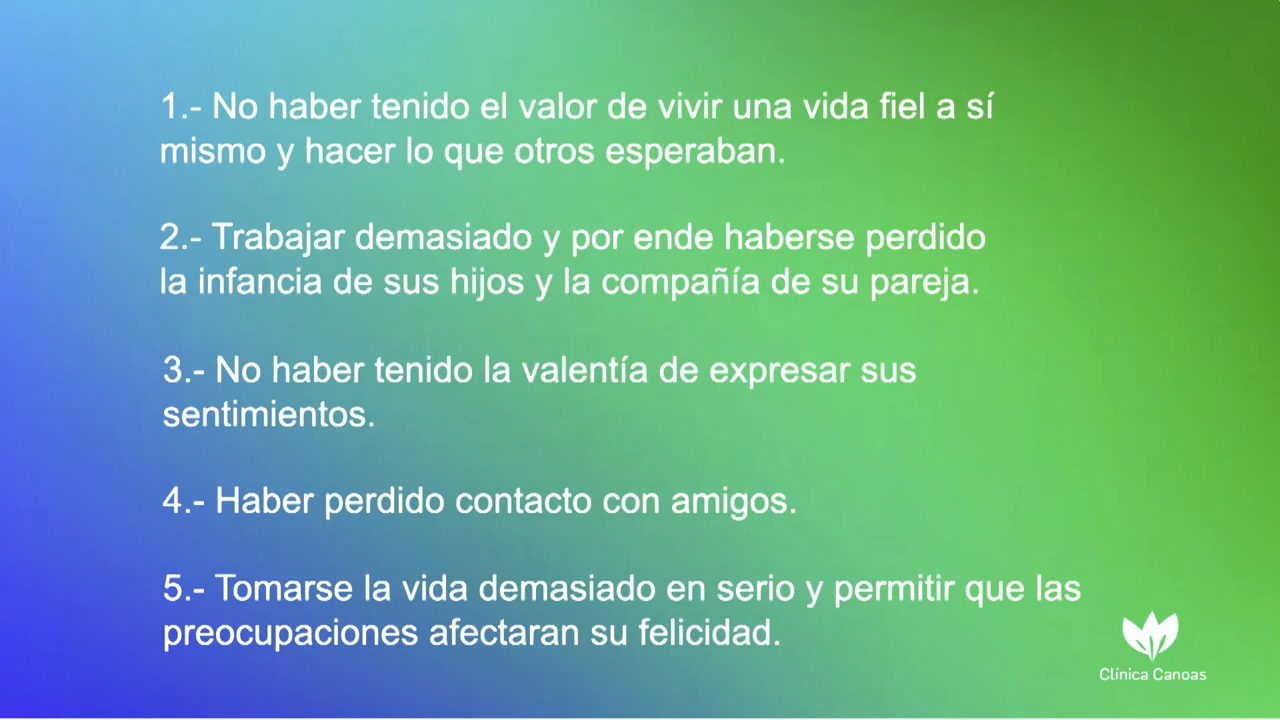 1.- No haber tenido el valor de vivir una vida fiel a sí
mismo y hacer lo que otros esperaban.
2.- Trabajar demasiado y por ende haberse perdido
la infancia de sus hijos y la compañía de su pareja.
3.- No haber tenido la valentía de expresar sus
sentimientos.
4.- Haber perdido contacto con amigos.
5.- Tomarse la vida demasiado en serio y permitir que las
preocupaciones afectaran su felicidad.
Clínica Canoas